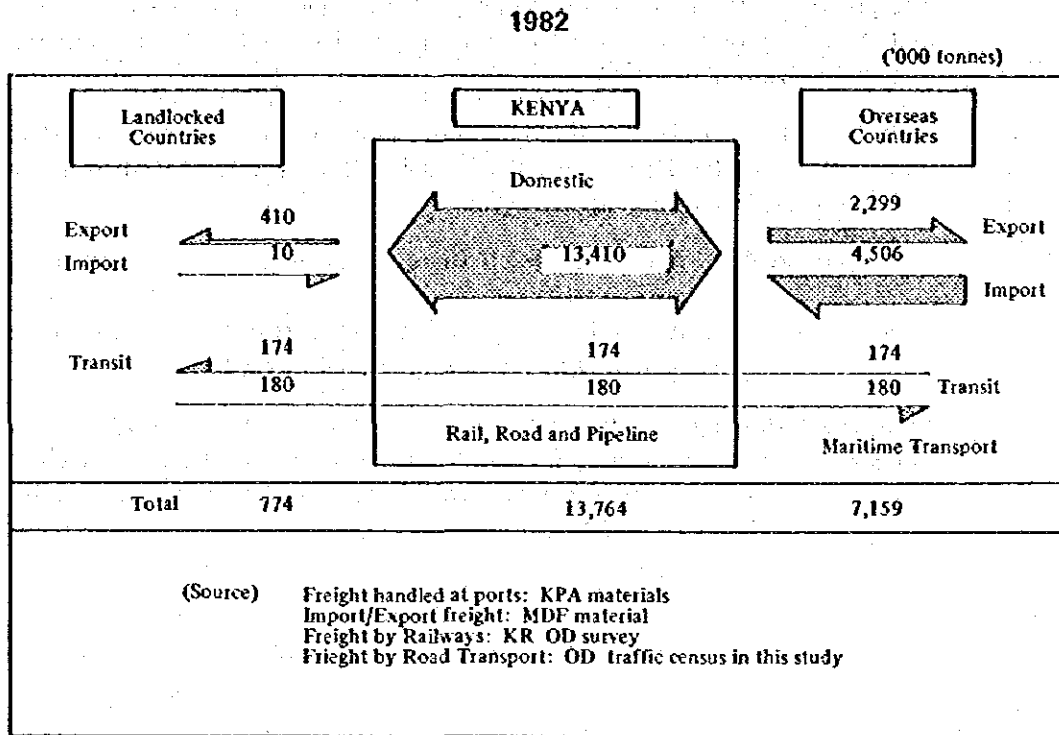 1982
('000 tonnes)
Landlocked
Countries
KENYA
Overseas
Countries
Domestic
Export 410 13,410 2,299 Export
Import 10 4,506 Import
Transit 174 174 174
180 180 180 Transit
Rail, Road and Pipeline
Maritime Transport
Total 774 13,764 7,159
(Source) Freight handled at ports: KPA materials
Import/Export freight: MDF material
Freight by Railways: KR OD survey
Frieght by Road Transport: OD traffic census in this study